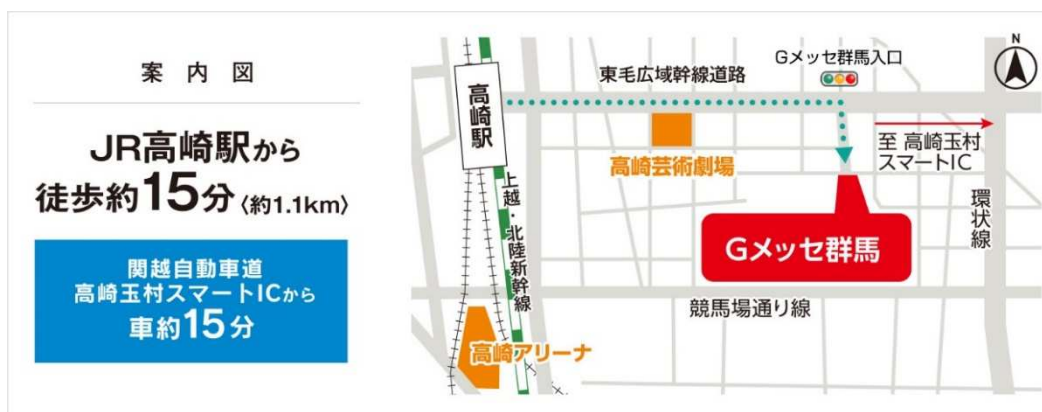 案内図
JR高崎駅から
徒歩約15分〈約1.1km〉
関越自動車道
高崎玉村スマートICから
車約15分
N
Gメッセ群馬入口
東毛広域幹線道路
高崎駅
至 高崎玉村
スマートIC
高崎芸術劇場
上越・北陸新幹線
環状線
Gメッセ群馬
競馬場通り線
高崎アリーナ